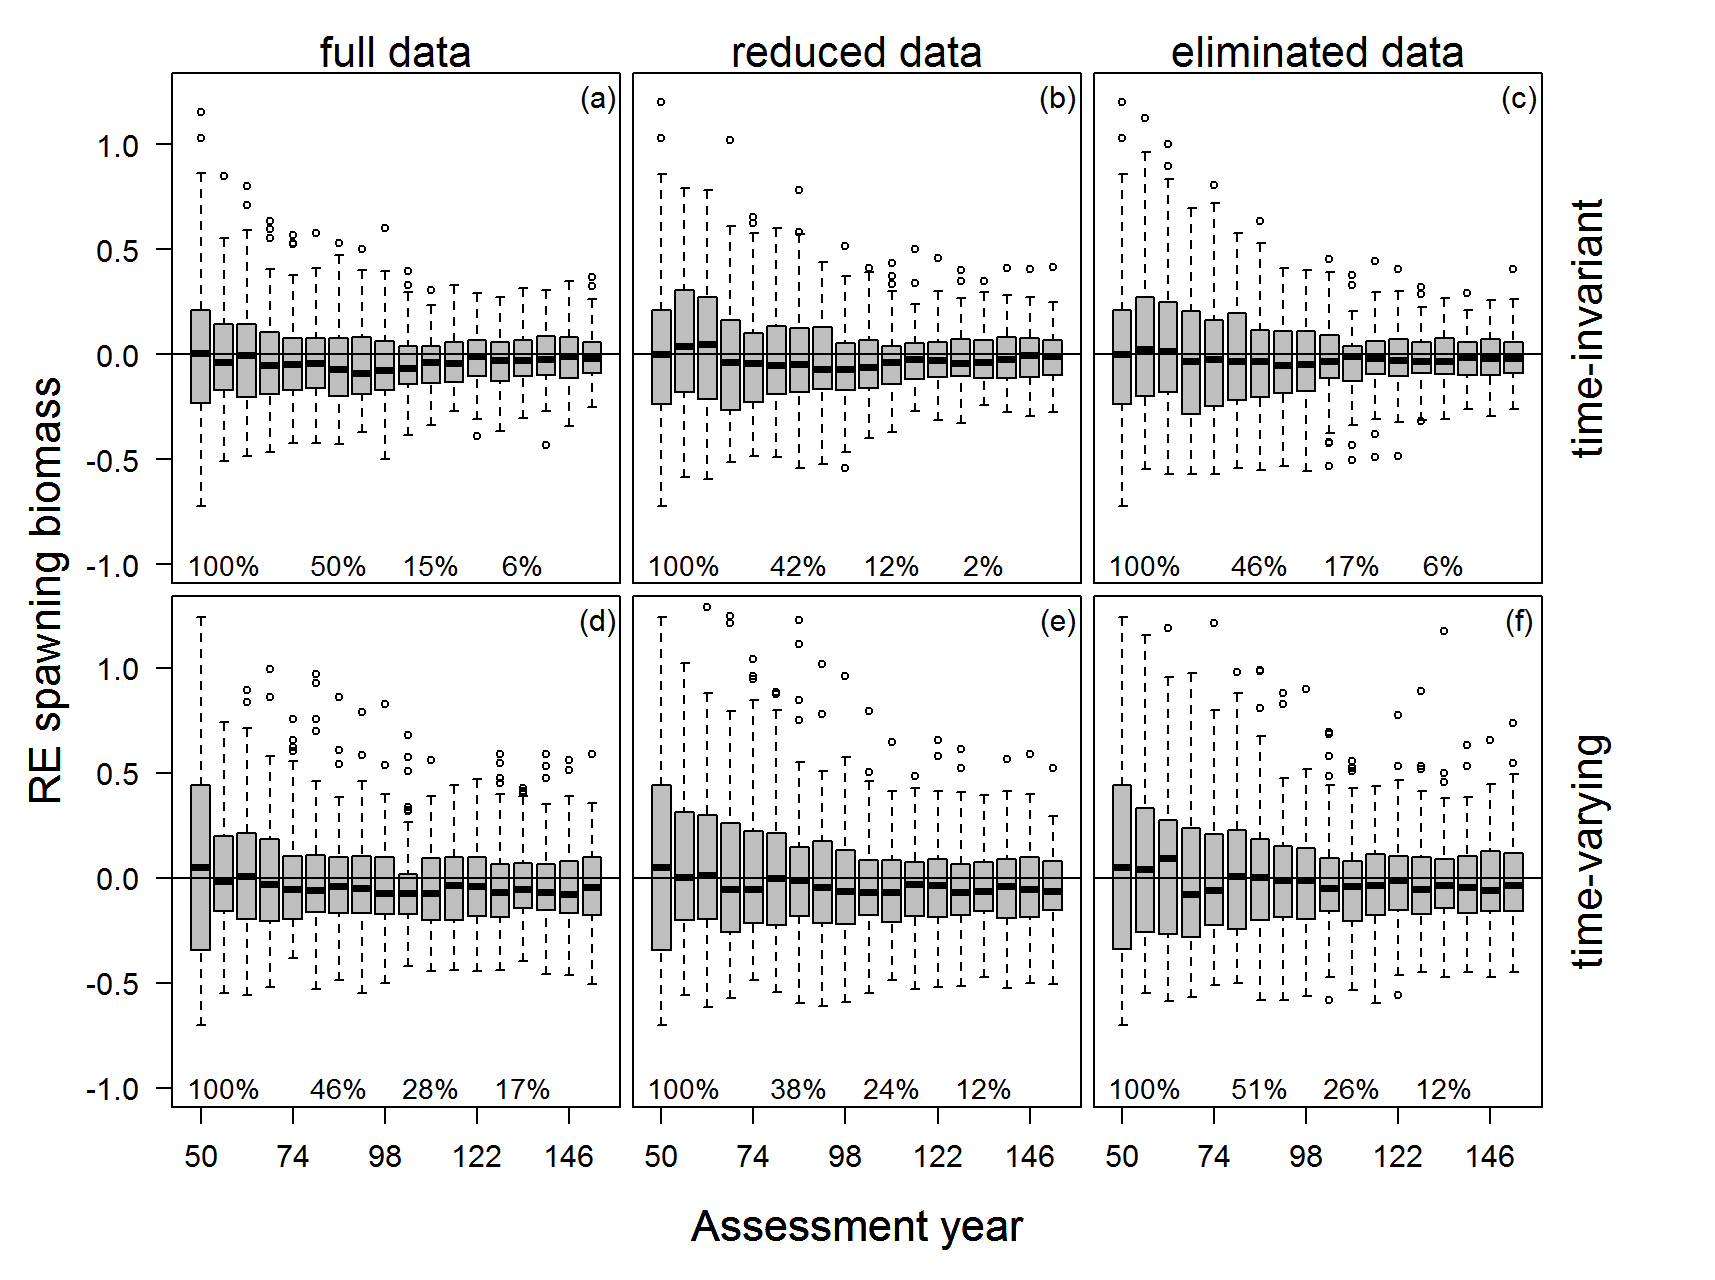 full data
reduced data
eliminated data
(a)
(b)
(c)
1.0
0.5
0.0
-0.5
-1.0
100% 50% 15% 6%
100% 42% 12% 2%
100% 46% 17% 6%
time-invariant
RE spawning biomass
(d)
(e)
(f)
1.0
0.5
0.0
-0.5
-1.0
100% 46% 28% 17%
100% 38% 24% 12%
100% 51% 26% 12%
time-varying
50 74 98 122 146
50 74 98 122 146
50 74 98 122 146
Assessment year